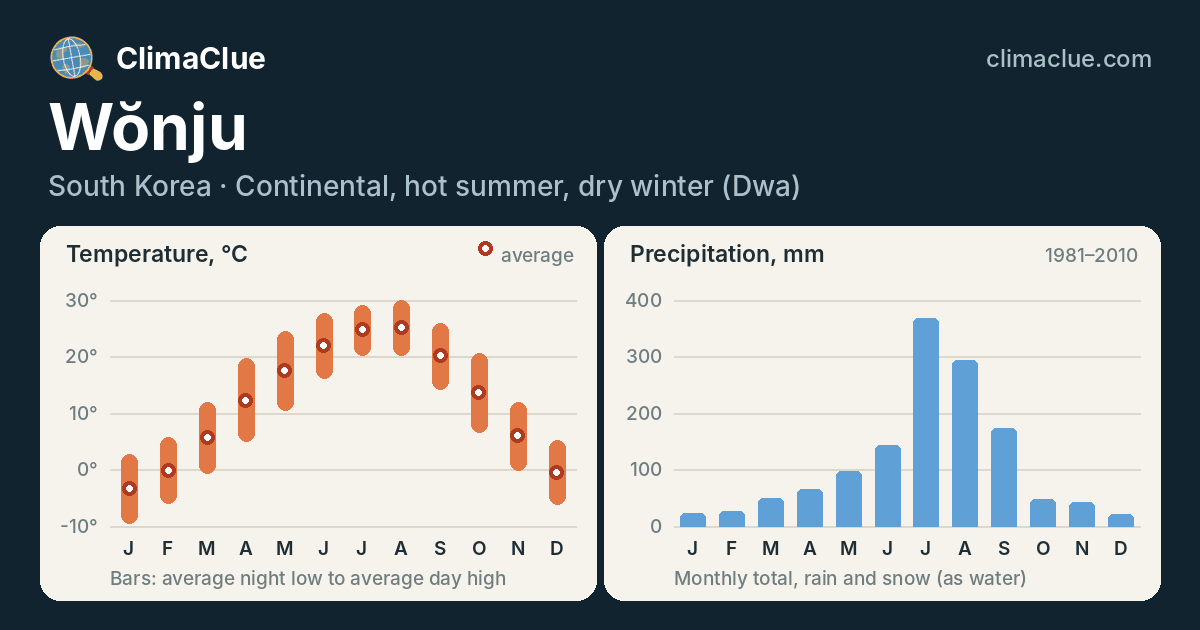 ClimaClue
climaclue.com
Wŏnju
South Korea · Continental, hot summer, dry winter (Dwa)
Temperature, °C
average
30°
20°
10°
0°
-10°
J F M A M J J A S O N D
Bars: average night low to average day high
Precipitation, mm
1981–2010
400
300
200
100
0
J F M A M J J A S O N D
Monthly total, rain and snow (as water)